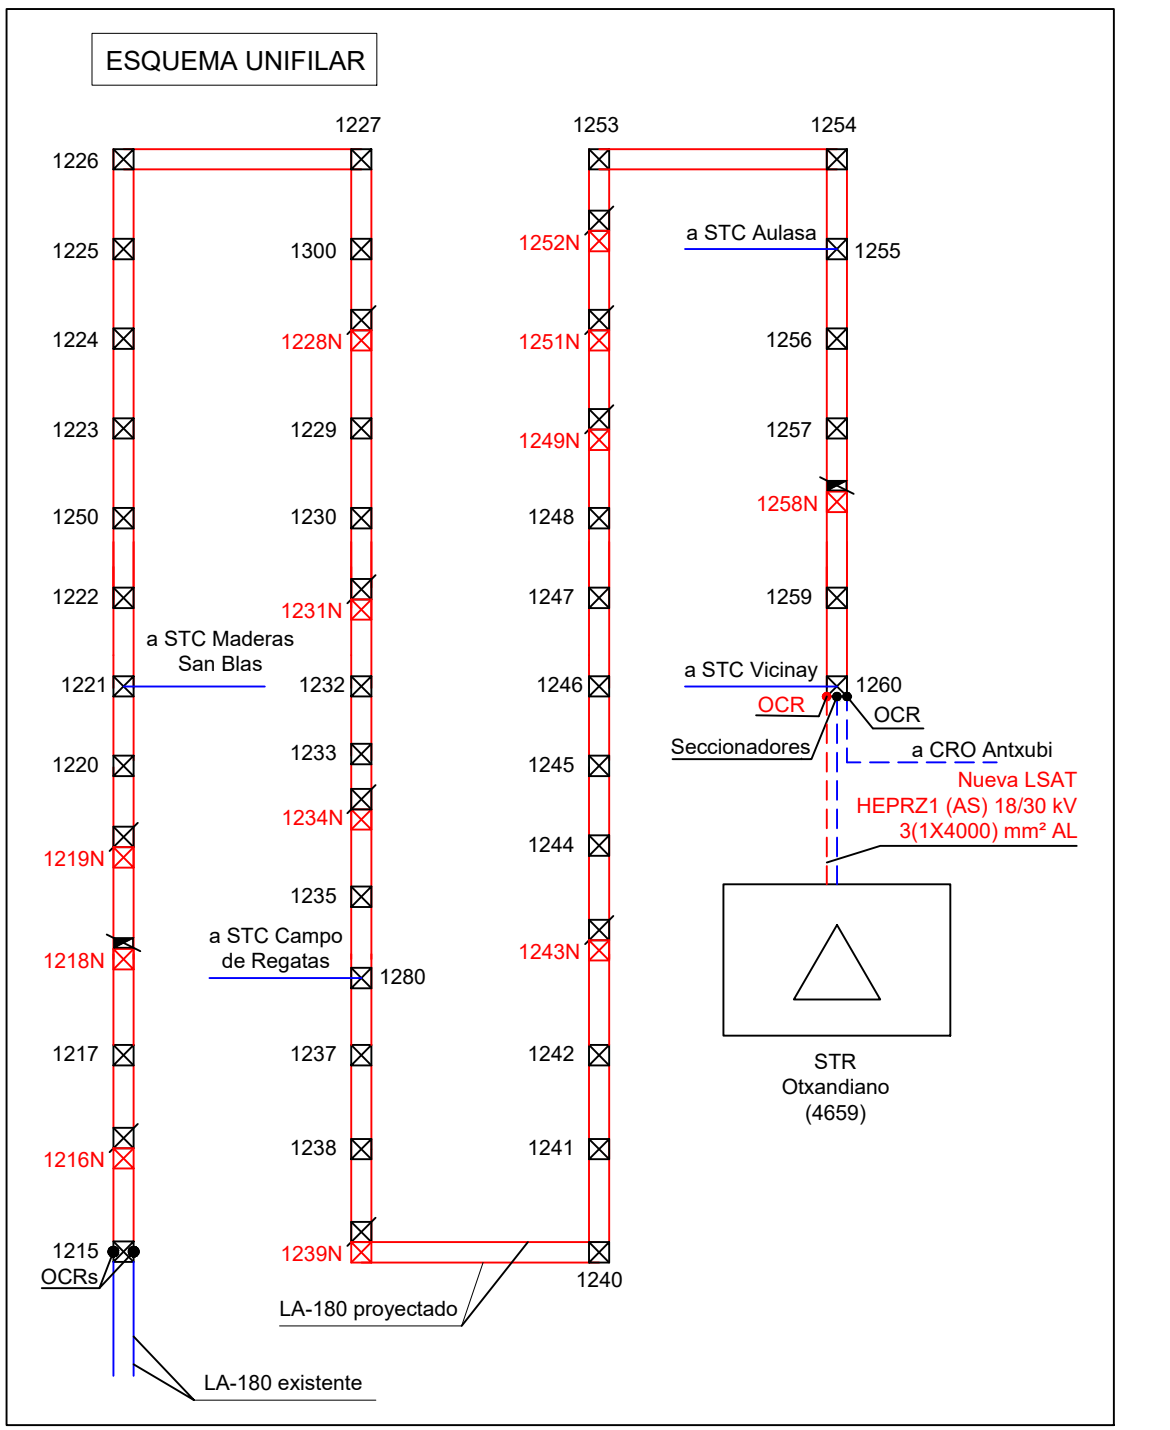 ESQUEMA UNIFILAR
1227
1253
1254
1226
1225
1300
1252N
a STC Aulasa
1255
1224
1228N
1251N
1256
1223
1229
1249N
1257
1250
1230
1248
1258N
1222
1231N
1247
1259
a STC Maderas
San Blas
1221
1232
1246
a STC Vicinay
1260
OCR
OCR
Seccionadores
a CRO Antxubi
1220
1233
1245
Nueva LSAT
HEPRZ1 (AS) 18/30 kV
3(1X4000) mm² AL
1219N
1234N
1244
1235
a STC Campo
de Regatas
1280
1218N
1243N
1217
1237
1242
STR
Otxandiano
(4659)
1216N
1238
1241
1215
OCRs
1239N
1240
LA-180 proyectado
LA-180 existente